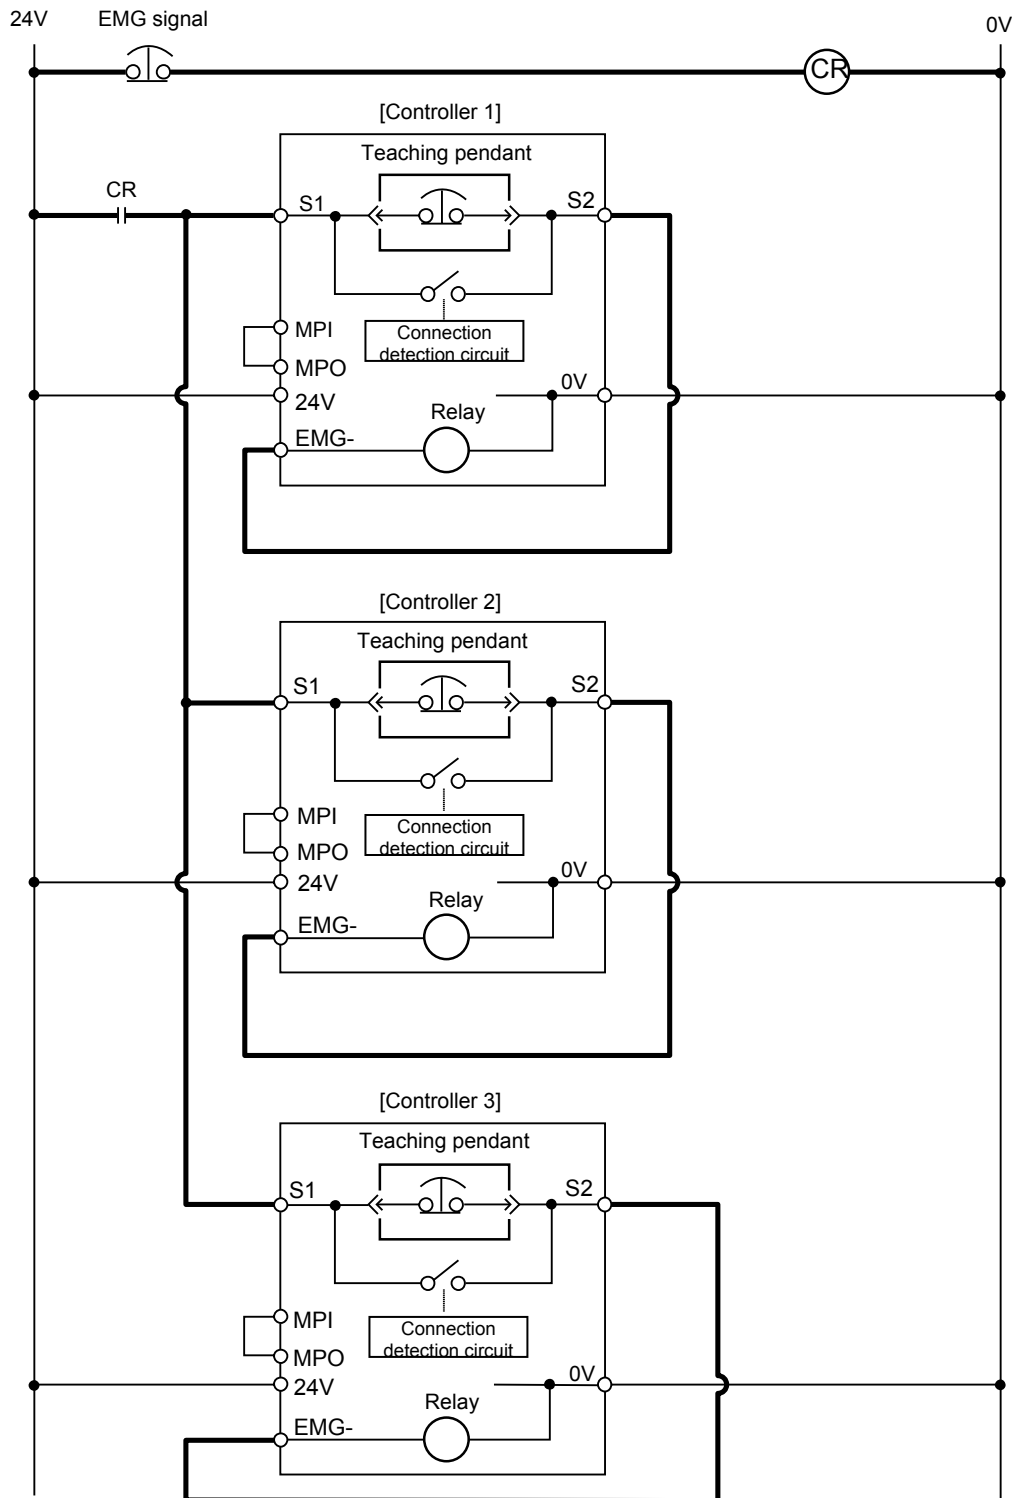 24V EMG signal 0V
CR
[Controller 1]
Teaching pendant
CR
S1 S2
Connection
detection circuit
MPI
MPO
0V
24V
Relay
EMG-
[Controller 2]
Teaching pendant
S1 S2
Connection
detection circuit
MPI
MPO
0V
24V
Relay
EMG-
[Controller 3]
Teaching pendant
S1 S2
Connection
detection circuit
MPI
MPO
0V
24V
Relay
EMG-